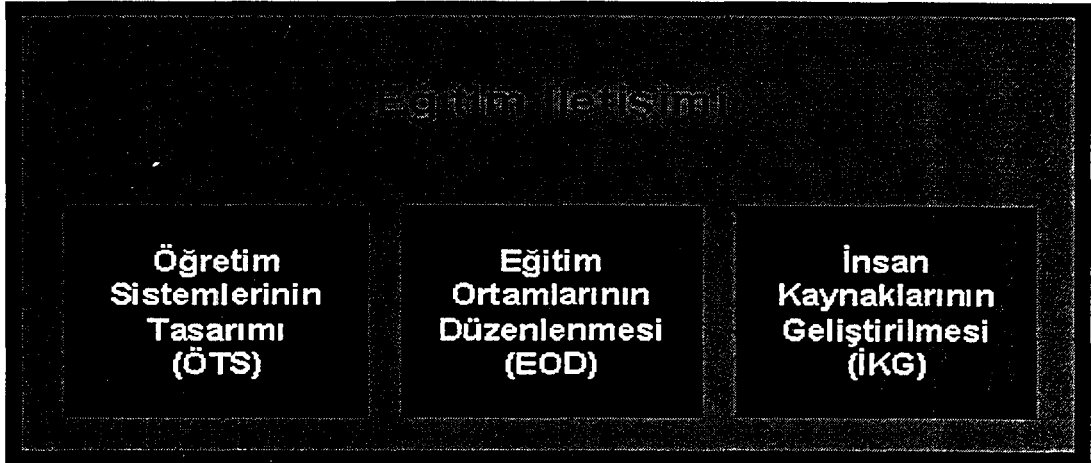 Eğitim İletişimi
Öğretim
Sistemlerinin
Tasarımı
(ÖTS)
Eğitim
Ortamlarının
Düzenlenmesi
(EOD)
İnsan
Kaynaklarının
Geliştirilmesi
(İKG)